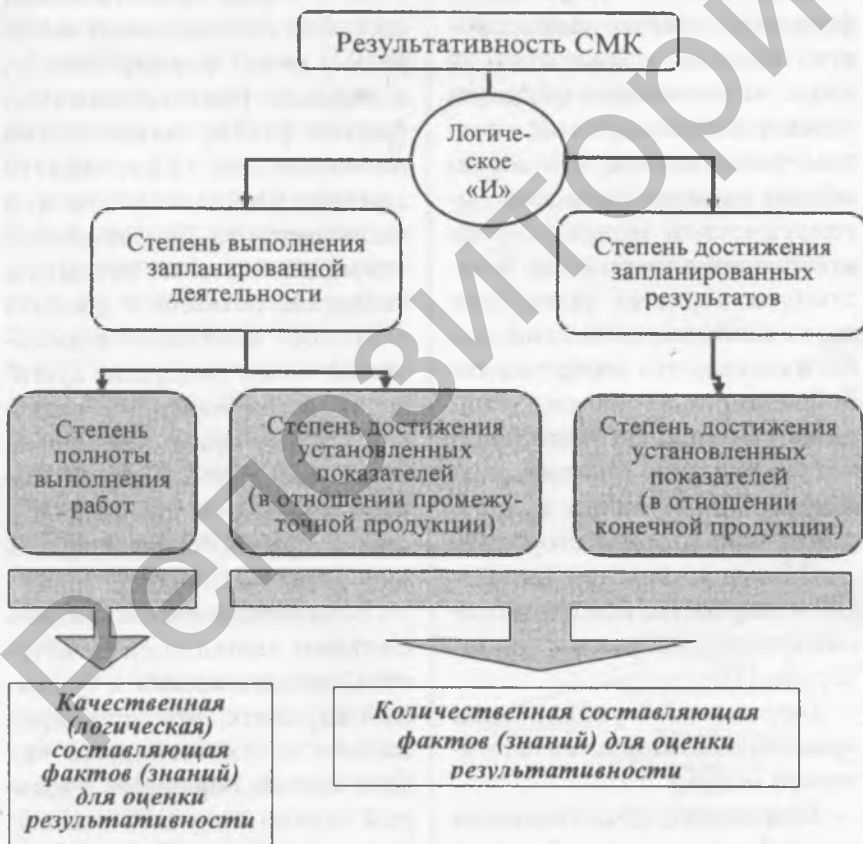 Результативность СМК
Логиче-
ское
«И»
Степень выполнения
запланированной
деятельности
Степень достижения
запланированных
результатов
Степень
полноты
выполнения
работ
Степень достижения
установленных
показателей
(в отношении промежу-
точной продукции)
Степень достижения
установленных
показателей
(в отношении
конечной продукции)
Качественная
(логическая)
составляющая
фактов (знаний)
для оценки
результативности
Количественная составляющая
фактов (знаний) для оценки
результативности